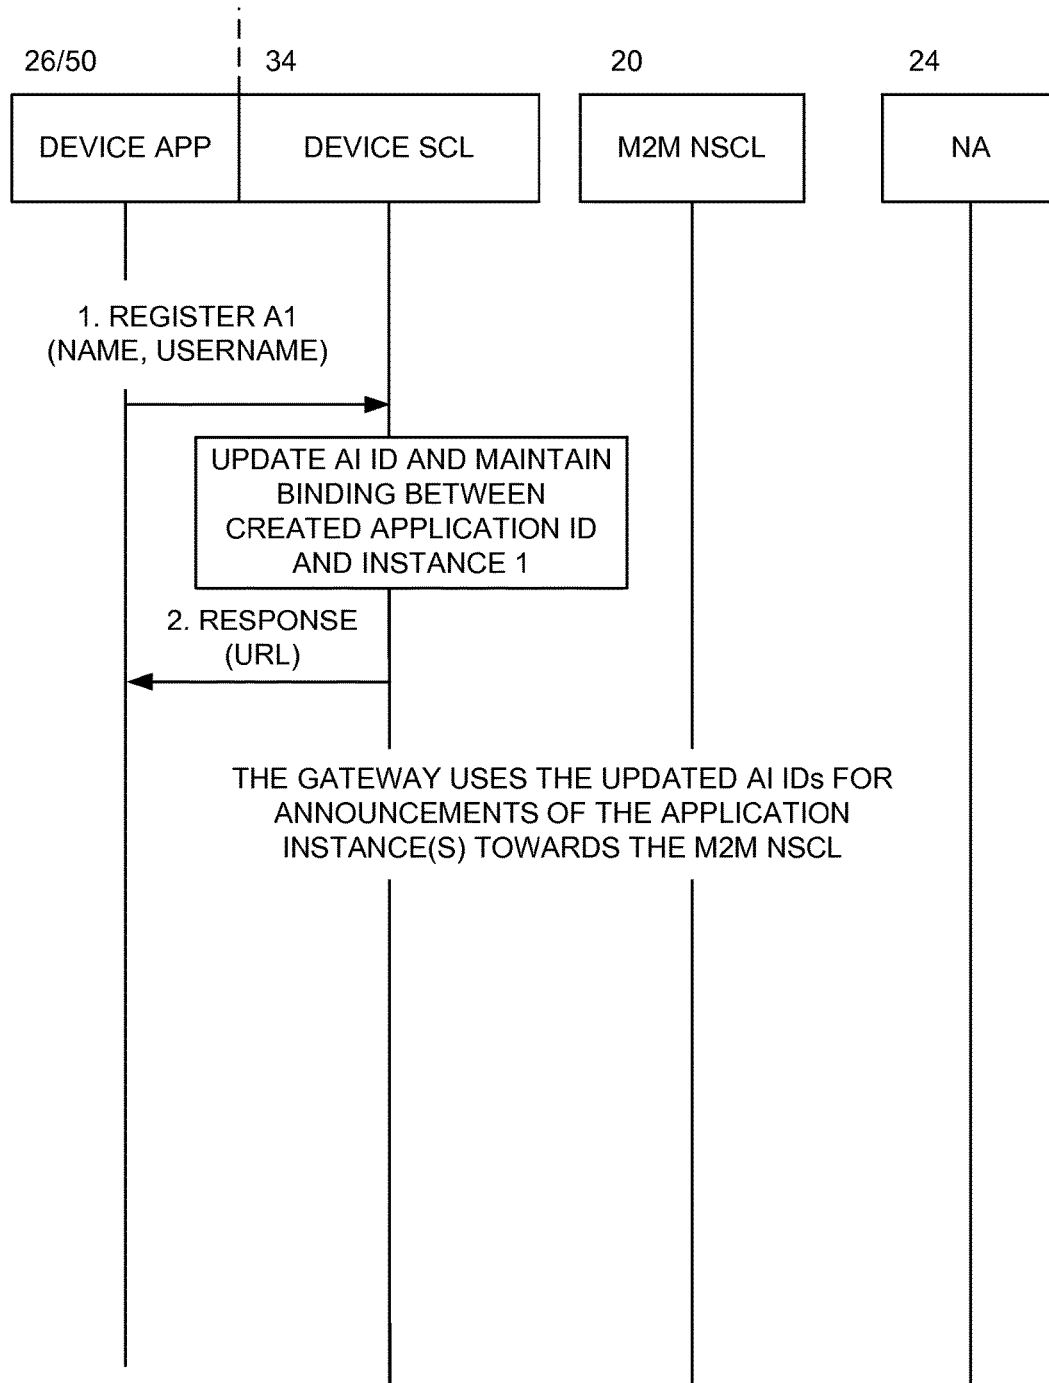 26/50
34
20
24
DEVICE APP
DEVICE SCL
M2M NSCL
NA
1. REGISTER A1
(NAME, USERNAME)
UPDATE AI ID AND MAINTAIN
BINDING BETWEEN
CREATED APPLICATION ID
AND INSTANCE 1
2. RESPONSE
(URL)
THE GATEWAY USES THE UPDATED AI IDs FOR
ANNOUNCEMENTS OF THE APPLICATION
INSTANCE(S) TOWARDS THE M2M NSCL